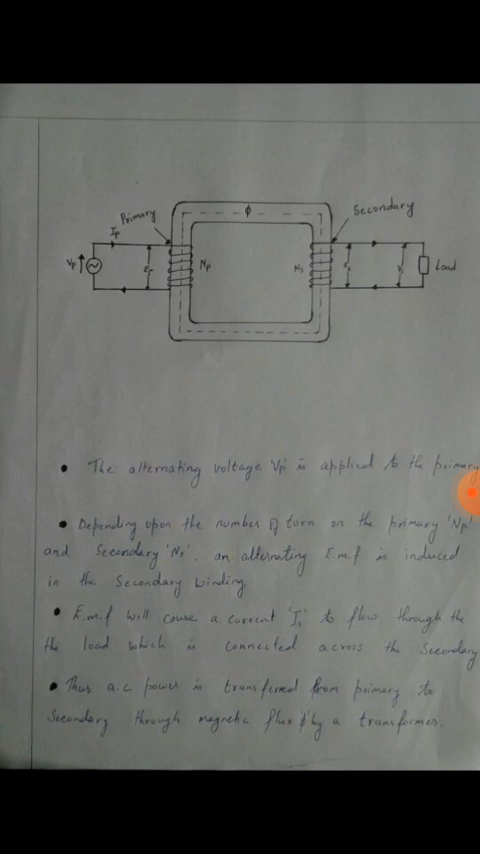 Primary
Φ
Secondary
Ip
Vp
Ep
Np
Ns
Es
Vs
Load
• The alternating voltage 'Vp' is applied to the primary
• Depending upon the number of turn on the primary 'Np'
and Secondary 'Ns'. an alternating E.m.f is induced
in the Secondary winding
• E.m.f will cause a current 'Is' to flow through the
the load which is connected across the Secondary
• Thus a.c power is transferred from primary to
Secondary through magnetic flux 'ϕ' by a transformer.